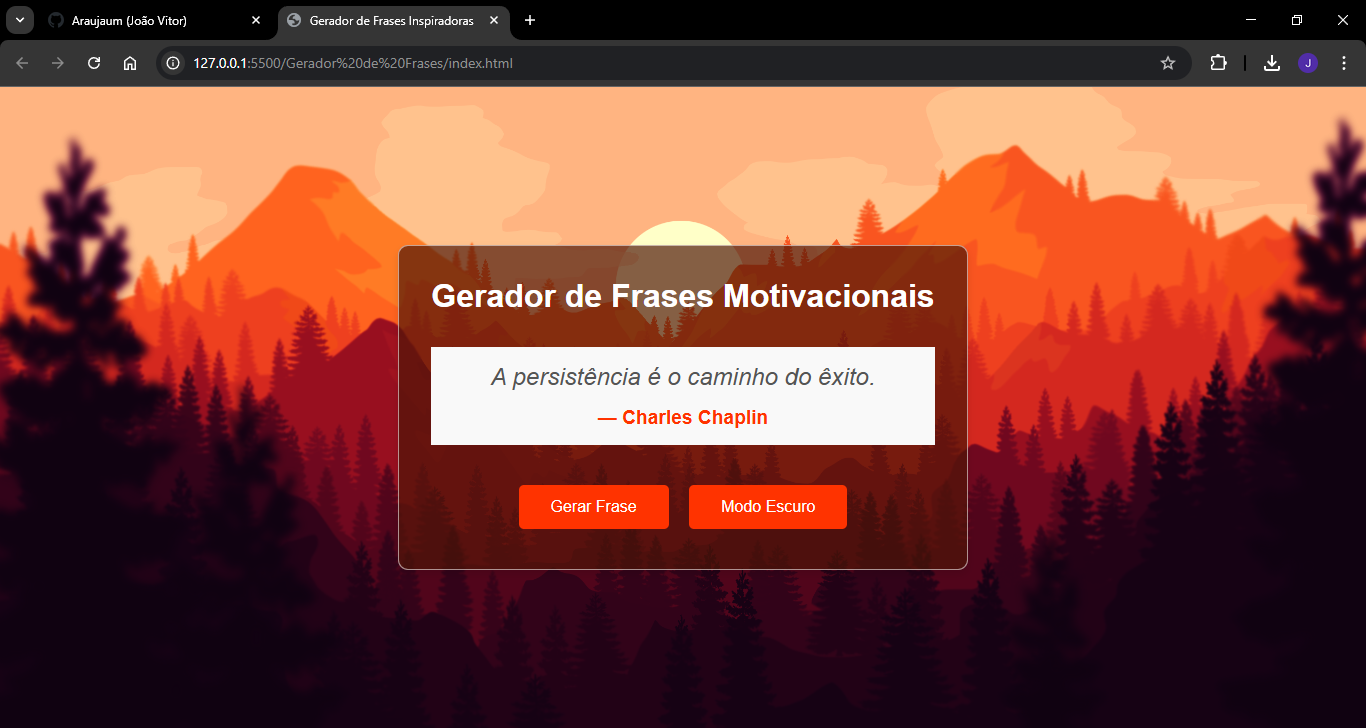 Araujaum (João Vitor)
Gerador de Frases Inspiradoras
127.0.0.1:5500/Gerador%20de%20Frases/index.html
J
Gerador de Frases Motivacionais
A persistência é o caminho do êxito.
— Charles Chaplin
Gerar Frase
Modo Escuro